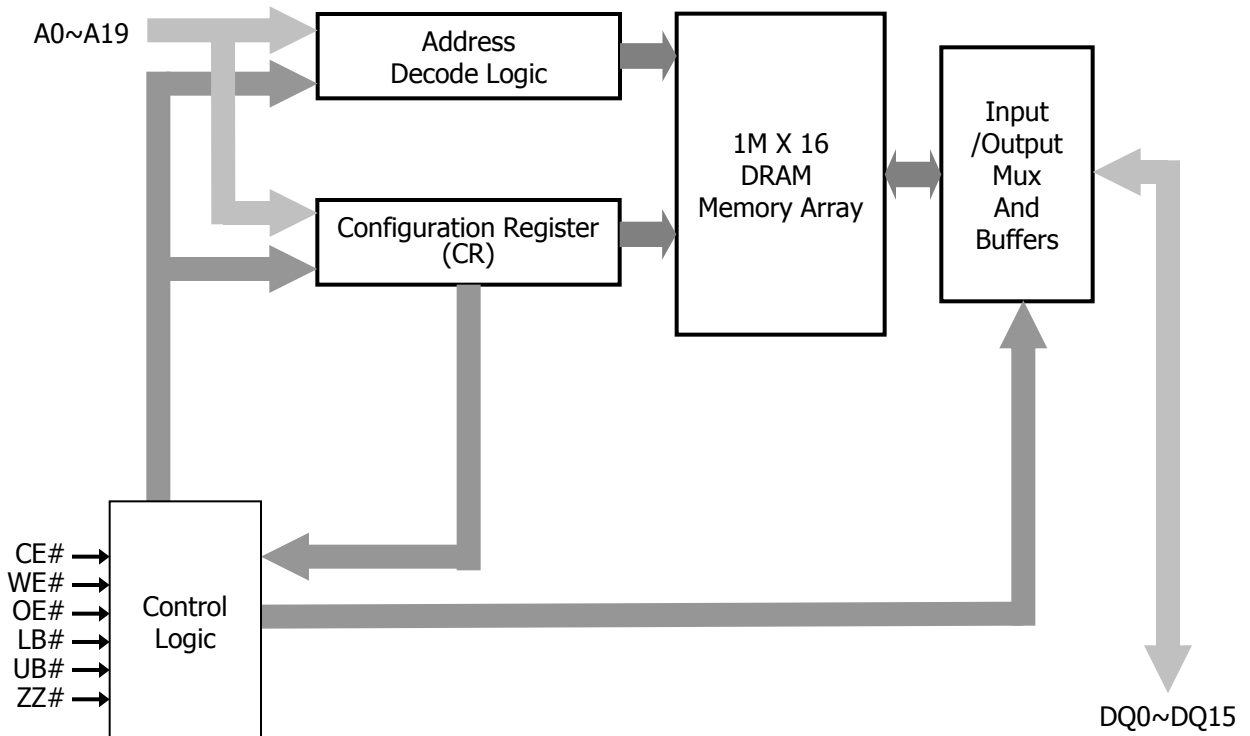 A0~A19
Address
Decode Logic
Configuration Register
(CR)
1M X 16
DRAM
Memory Array
Input
/Output
Mux
And
Buffers
CE#
WE#
OE#
LB#
UB#
ZZ#
Control
Logic
DQ0~DQ15